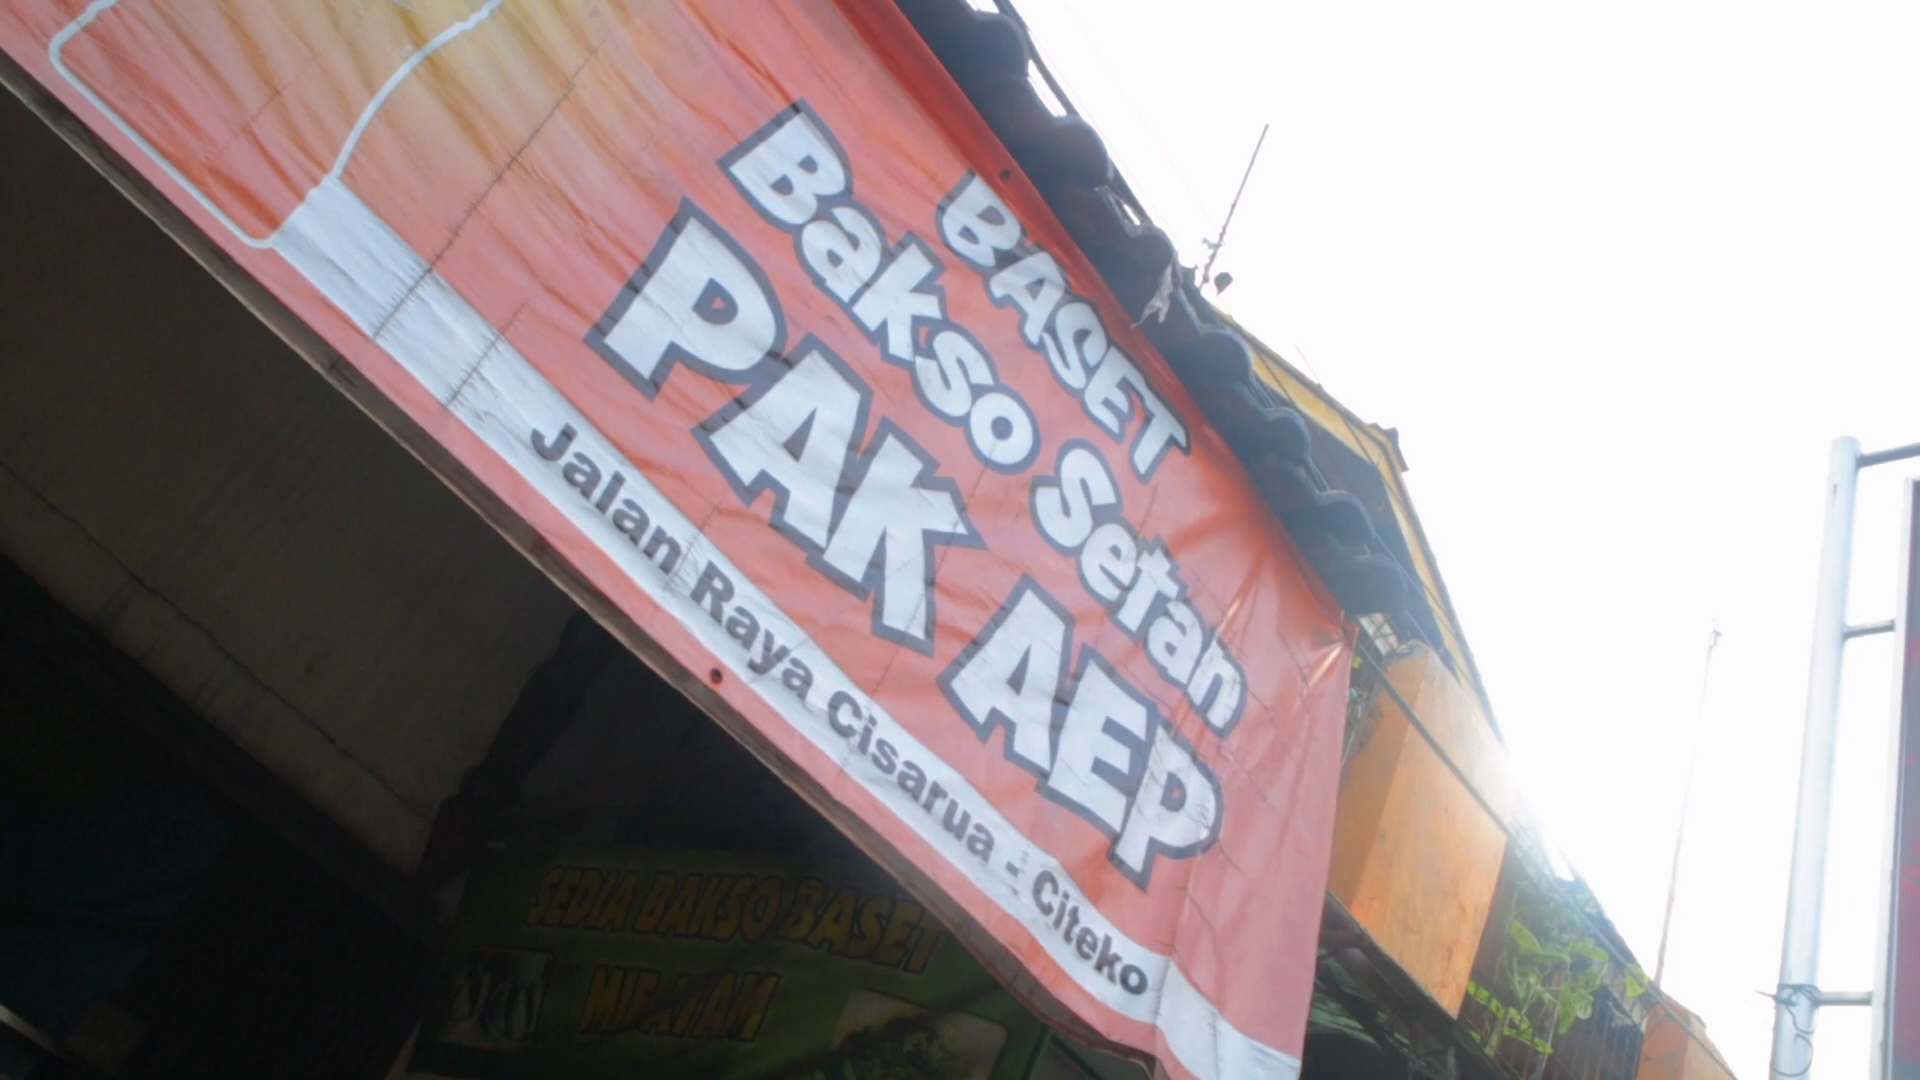 BASET
Bakso Setan
PAK AEP
Jalan Raya Cisarua - Citeko
SEDIA BAKSO BASET
MIE AYAM